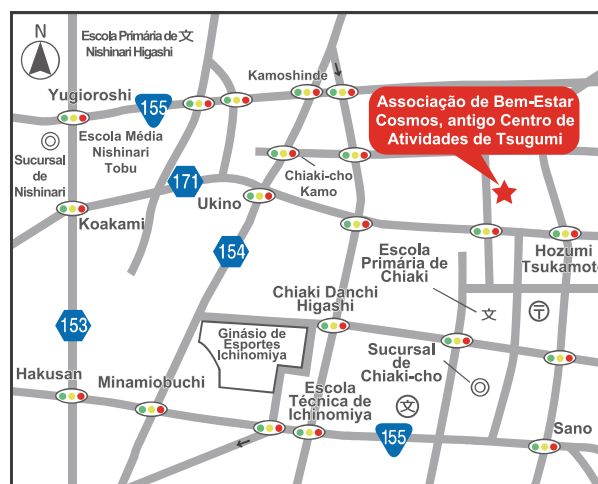 N
Escola Primária de 文
Nishinari Higashi
Kamoshinde
Yugioroshi
155
Associação de Bem-Estar
Cosmos, antigo Centro de
Atividades de Tsugumi
Escola Média
Nishinari
Tobu
Sucursal
de
Nishinari
Chiaki-cho
Kamo
171
Ukino
Koakami
154
Escola
Primária de
Chiaki
文
〒
Hozumi
Tsukamoto
Chiaki Danchi
Higashi
153
Ginásio de
Esportes
Ichinomiya
Sucursal
de
Chiaki-cho
Hakusan
Minamiobuchi
Escola
Técnica de
Ichinomiya
文
155
Sano